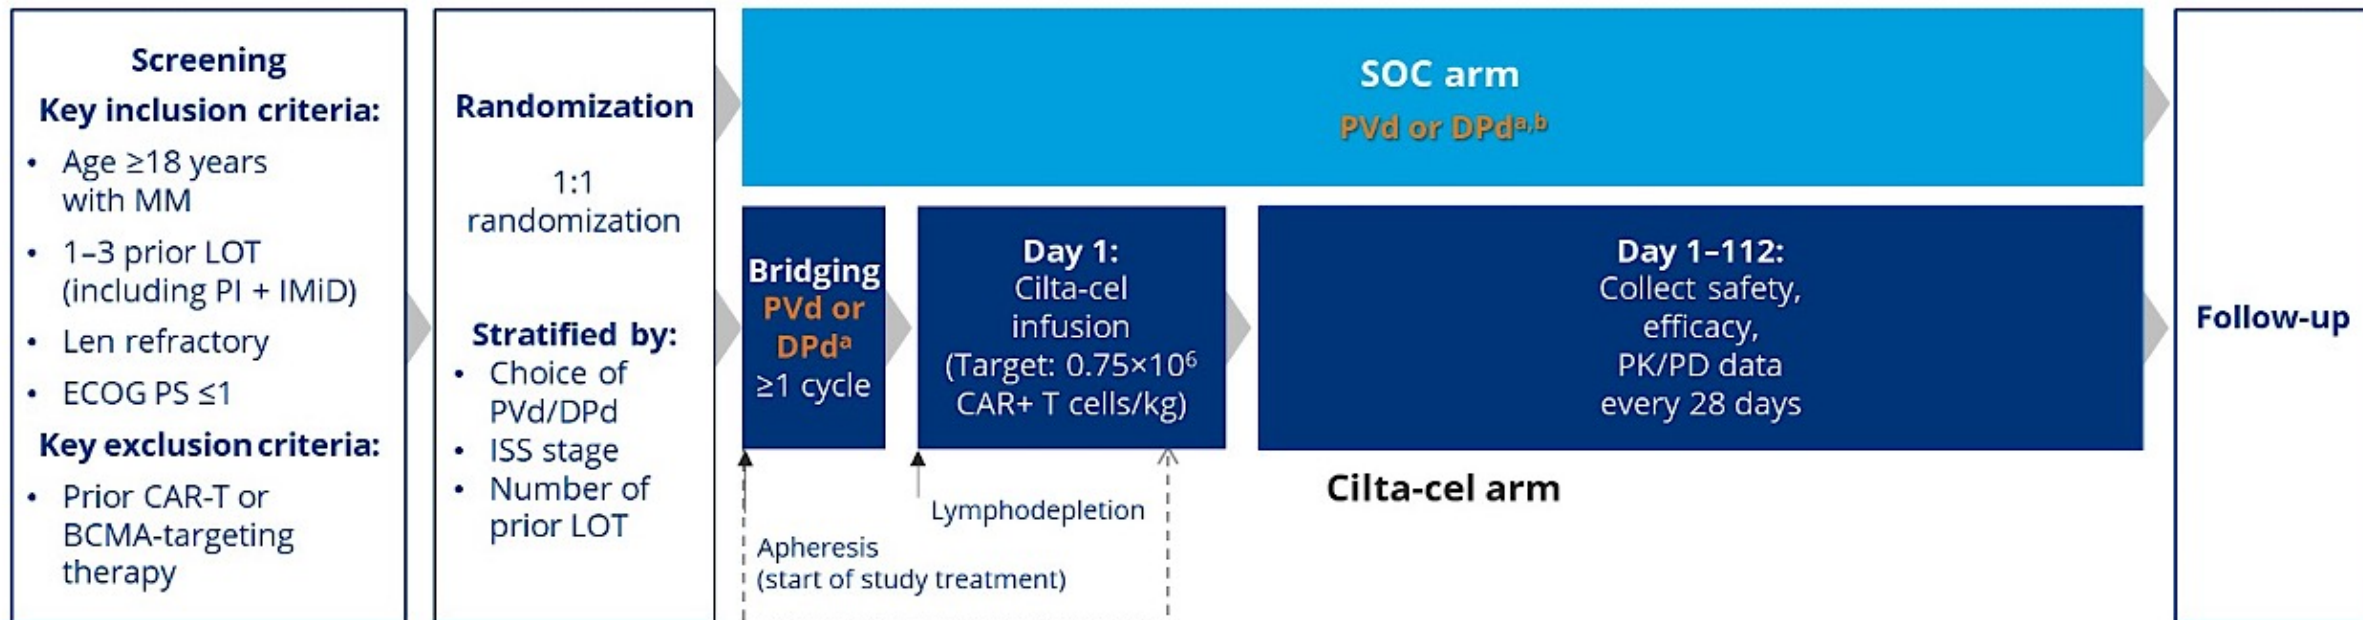 Screening
Key inclusion criteria:
• Age ≥18 years
with MM
• 1–3 prior LOT
(including PI + IMiD)
• Len refractory
• ECOG PS ≤1
Key exclusion criteria:
• Prior CAR-T or
BCMA-targeting
therapy
Randomization
1:1
randomization
Stratified by:
• Choice of
PVd/DPd
• ISS stage
• Number of
prior LOT
SOC arm
PVd or DPdᵃ,ᵇ
Bridging
PVd or
DPdᵃ
≥1 cycle
Day 1:
Cilta-cel
infusion
(Target: 0.75×10⁶
CAR+ T cells/kg)
Day 1–112:
Collect safety,
efficacy,
PK/PD data
every 28 days
Cilta-cel arm
Lymphodepletion
Apheresis
(start of study treatment)
Follow-up